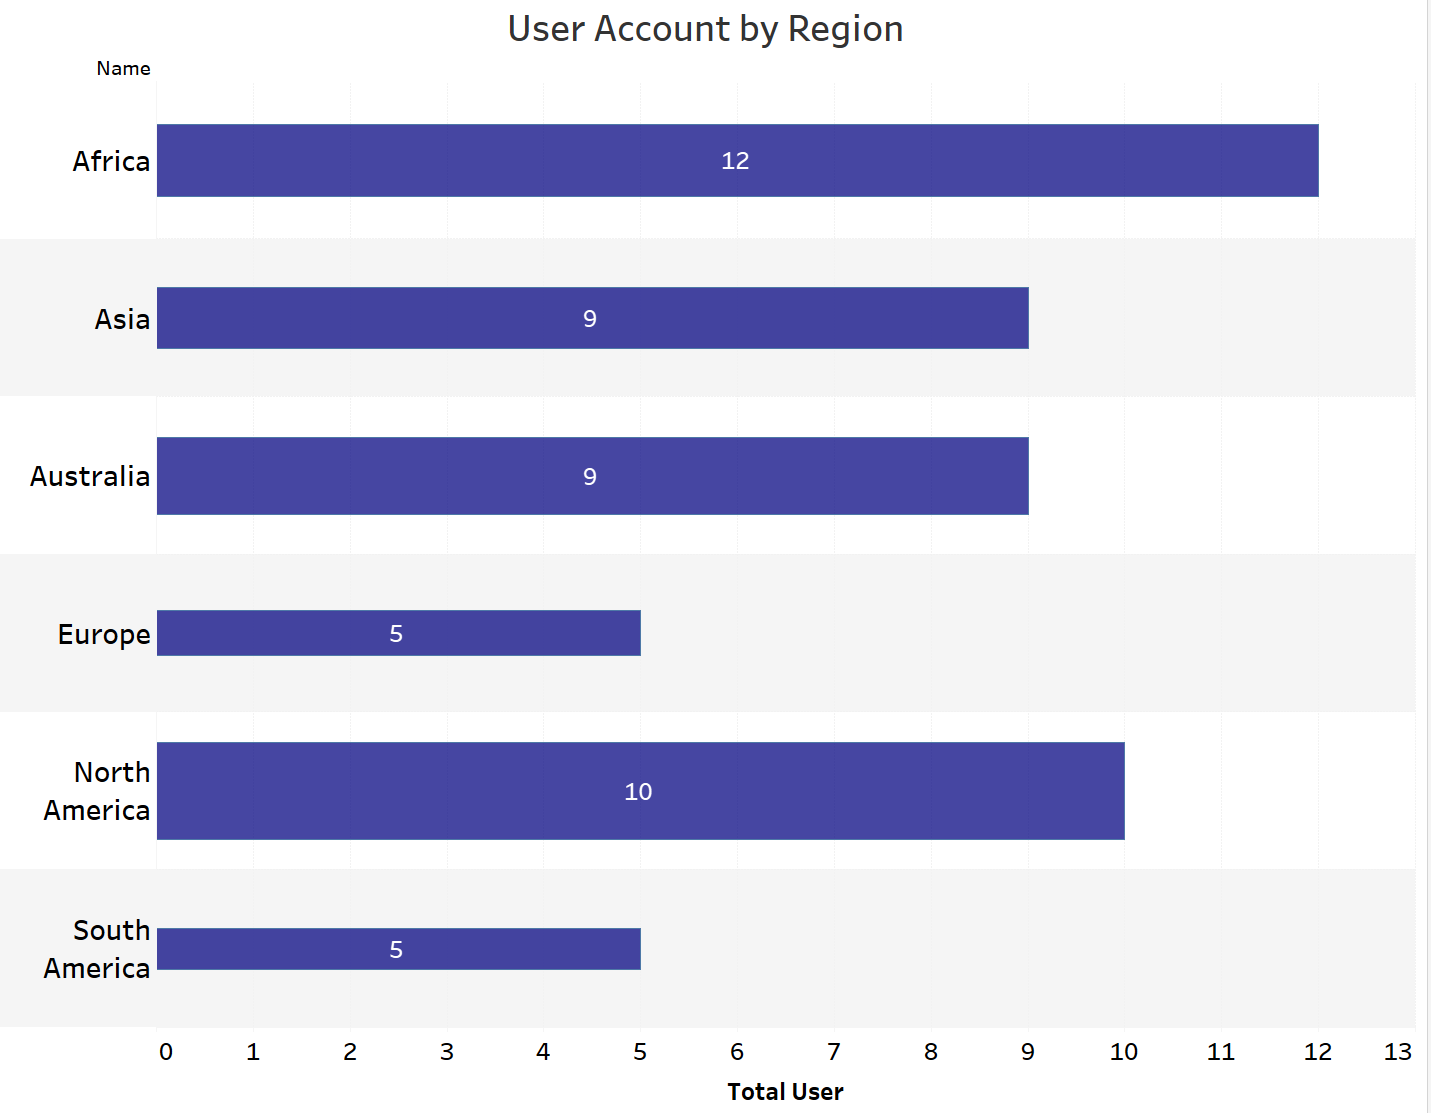 User Account by Region
Name
Africa
12
Asia
9
Australia
9
Europe
5
North
America
10
South
America
5
0 1 2 3 4 5 6 7 8 9 10 11 12 13
Total User